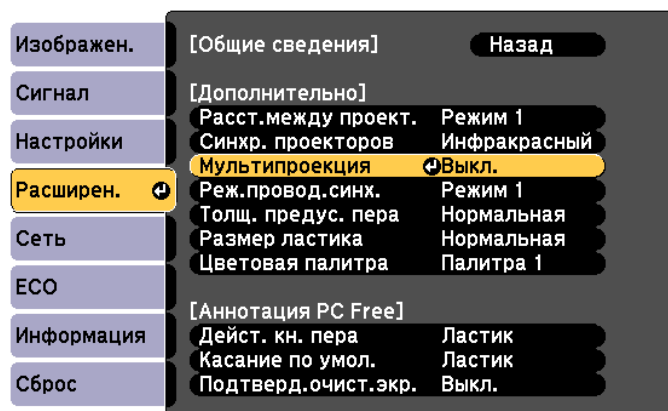 Изображен.
Сигнал
Настройки
Расширен.
Сеть
ECO
Информация
Сброс
[Общие сведения] Назад
[Дополнительно]
Расст.между проект. Режим 1
Синхр. проекторов Инфракрасный
Мультипроекция Выкл.
Реж.провод.синх. Режим 1
Толщ. предус. пера Нормальная
Размер ластика Нормальная
Цветовая палитра Палитра 1
[Аннотация PC Free]
Дейст. кн. пера Ластик
Касание по умол. Ластик
Подтверд.очист.экр. Выкл.